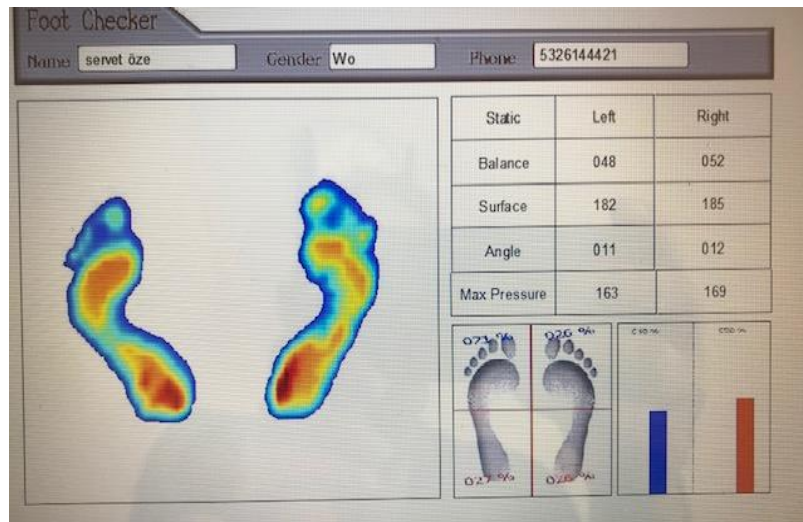 Foot Checker
Name servet öze Gender Wo Phone 5326144421
Static Left Right
Balance 048 052
Surface 182 185
Angle 011 012
Max Pressure 163 169